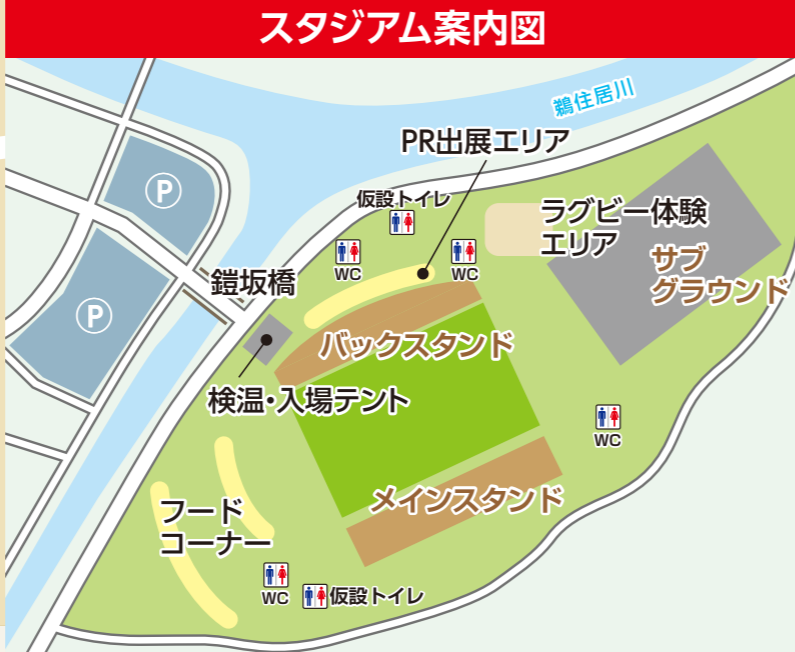 スタジアム案内図
鵜住居川
PR出展エリア
仮設トイレ
WC
WC
ラグビー体験
エリア
サブ
グラウンド
P
P
鎧坂橋
バックスタンド
検温・入場テント
WC
メインスタンド
フード
コーナー
WC
仮設トイレ